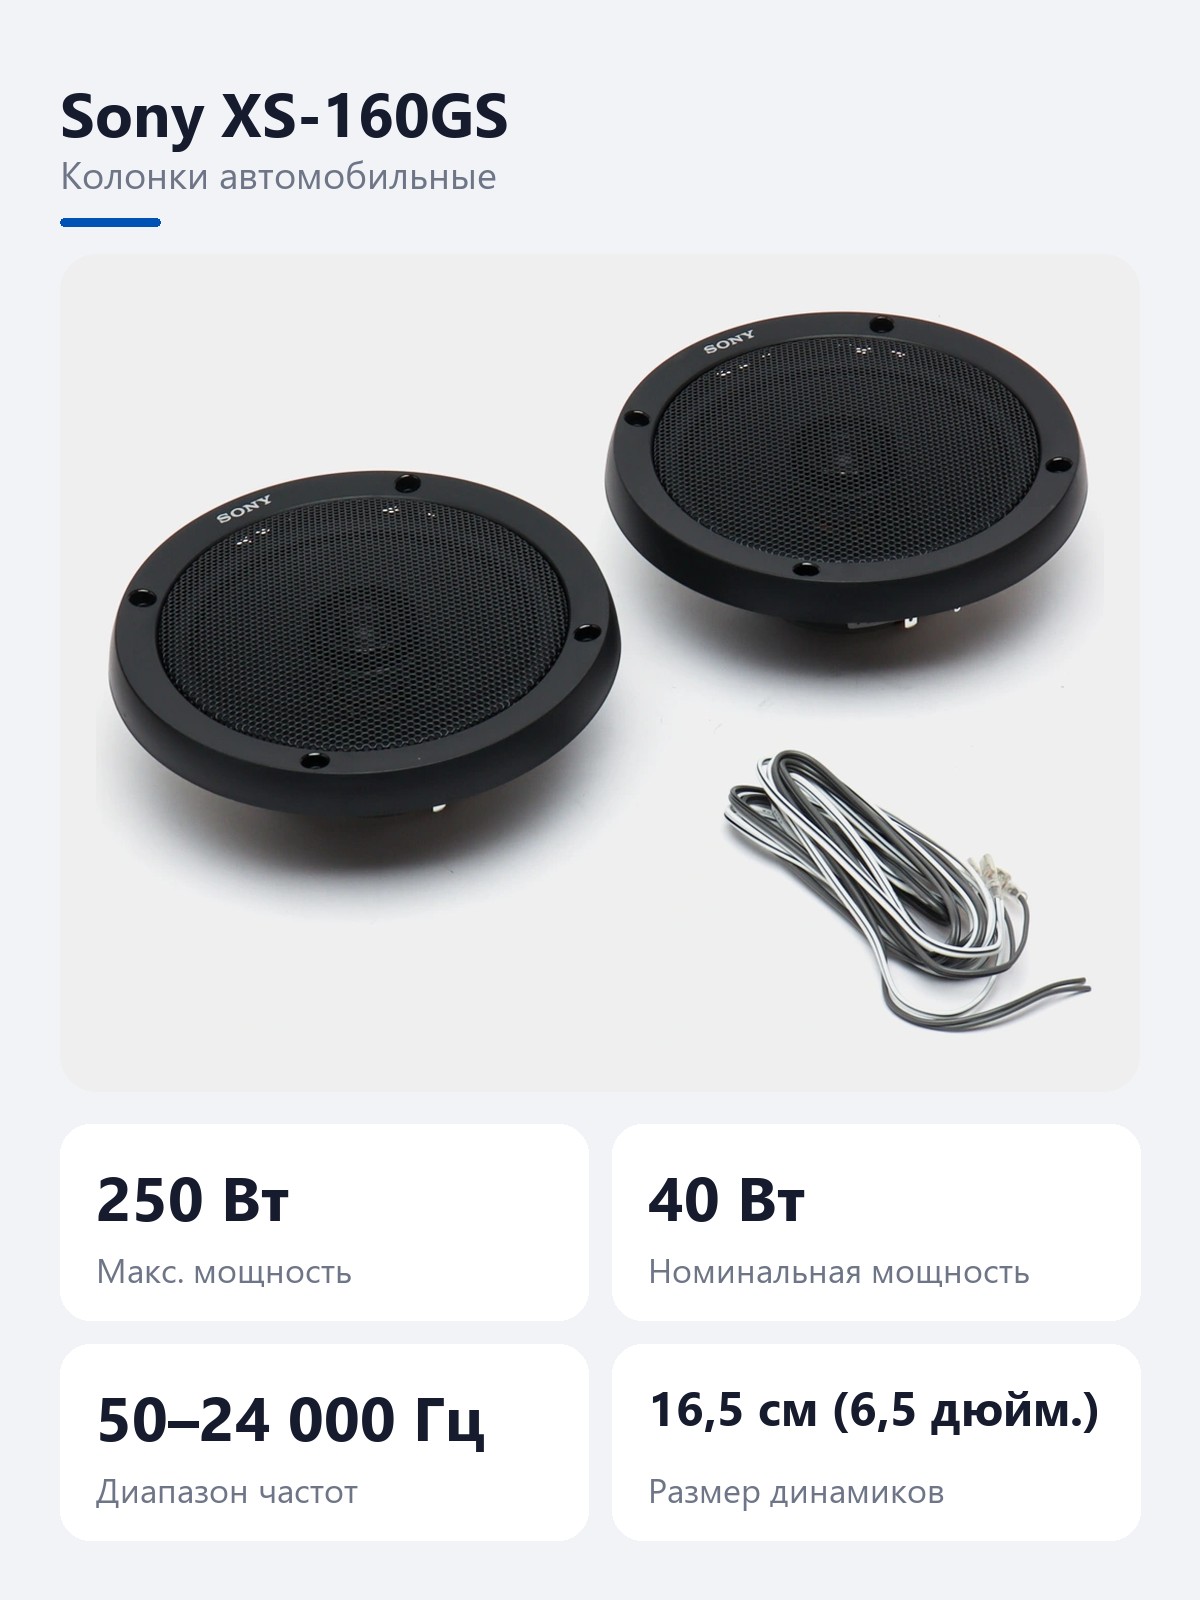 Sony XS-160GS
Колонки автомобильные
SONY
SONY
250 Вт
Макс. мощность
40 Вт
Номинальная мощность
50–24 000 Гц
Диапазон частот
16,5 см (6,5 дюйм.)
Размер динамиков